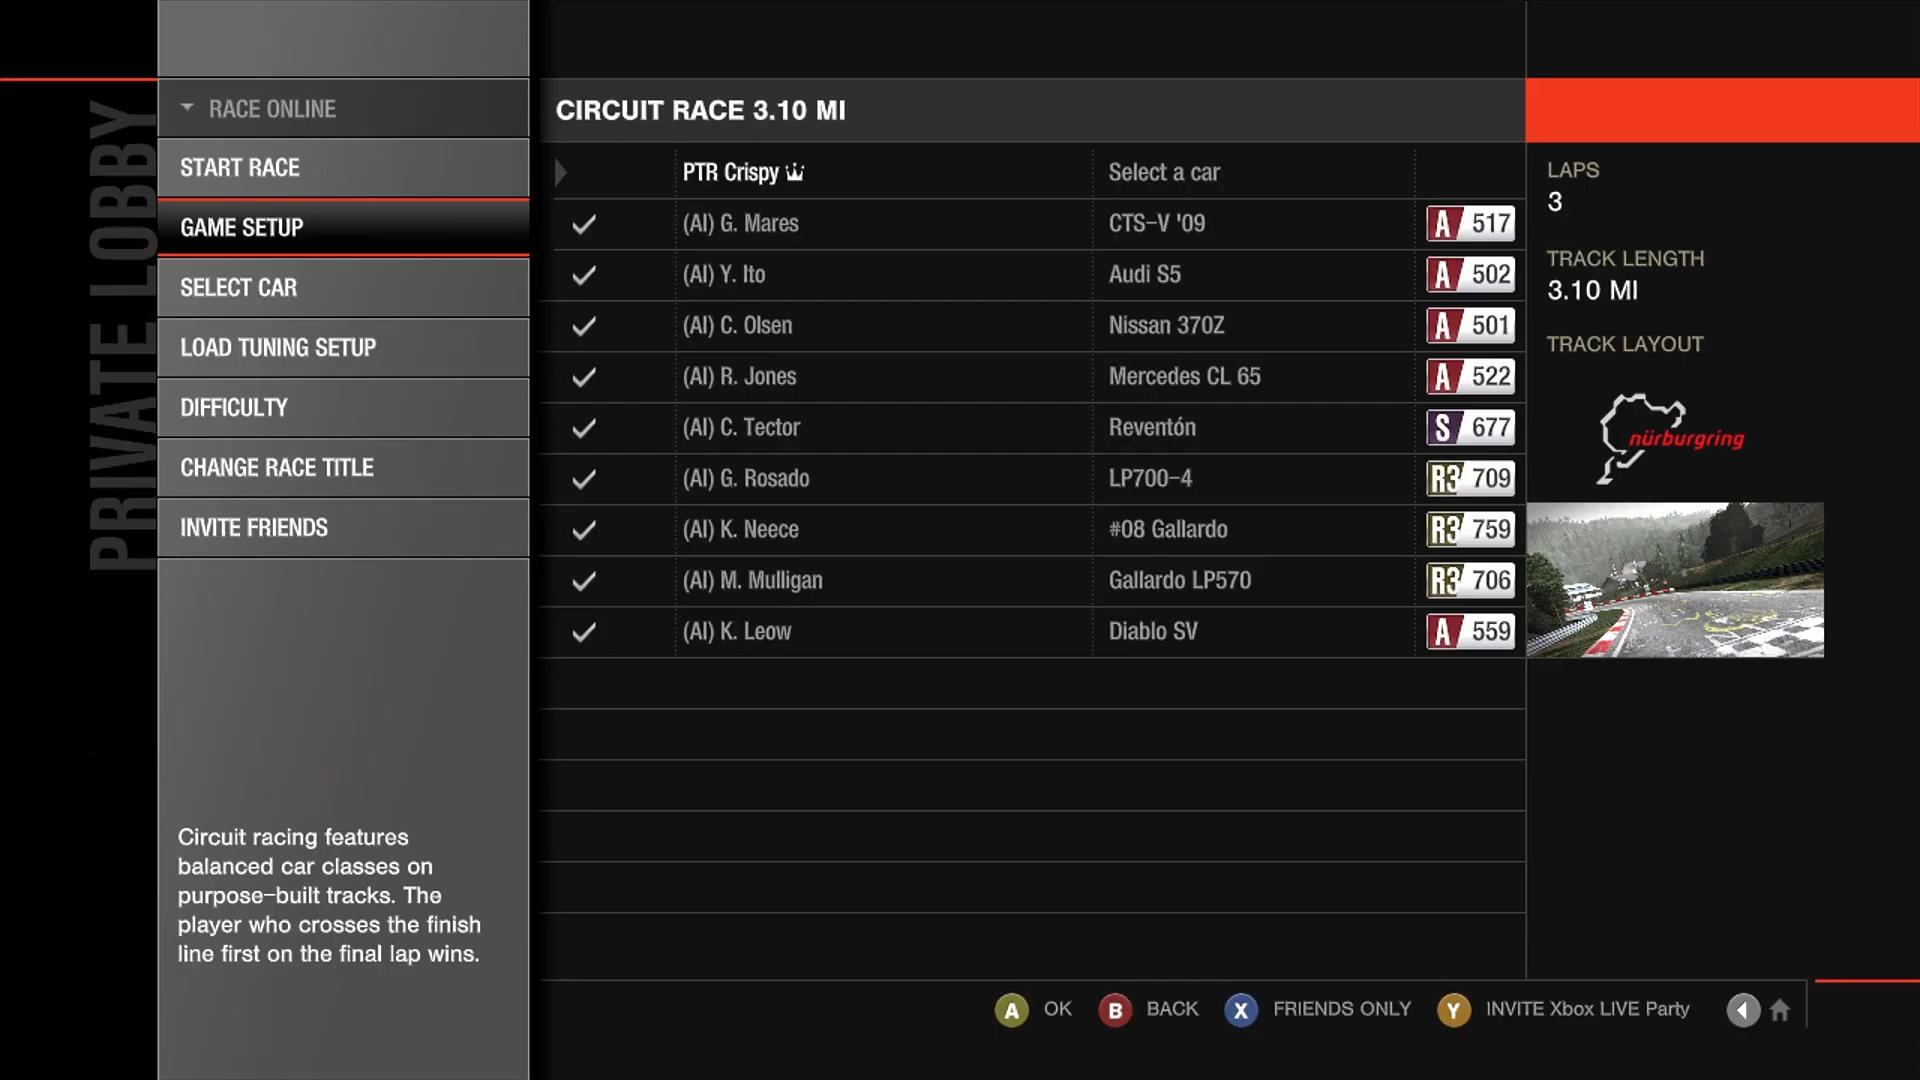 PRIVATE LOBBY
RACE ONLINE
START RACE
GAME SETUP
SELECT CAR
LOAD TUNING SETUP
DIFFICULTY
CHANGE RACE TITLE
INVITE FRIENDS
Circuit racing features
balanced car classes on
purpose-built tracks. The
player who crosses the finish
line first on the final lap wins.
CIRCUIT RACE 3.10 MI
PTR Crispy Select a car
(AI) G. Mares CTS-V '09 A 517
(AI) Y. Ito Audi S5 A 502
(AI) C. Olsen Nissan 370Z A 501
(AI) R. Jones Mercedes CL 65 A 522
(AI) C. Tector Reventón S 677
(AI) G. Rosado LP700-4 R3 709
(AI) K. Neece #08 Gallardo R3 759
(AI) M. Mulligan Gallardo LP570 R3 706
(AI) K. Leow Diablo SV A 559
LAPS
3
TRACK LENGTH
3.10 MI
TRACK LAYOUT
nürburgring
A OK B BACK X FRIENDS ONLY Y INVITE Xbox LIVE Party